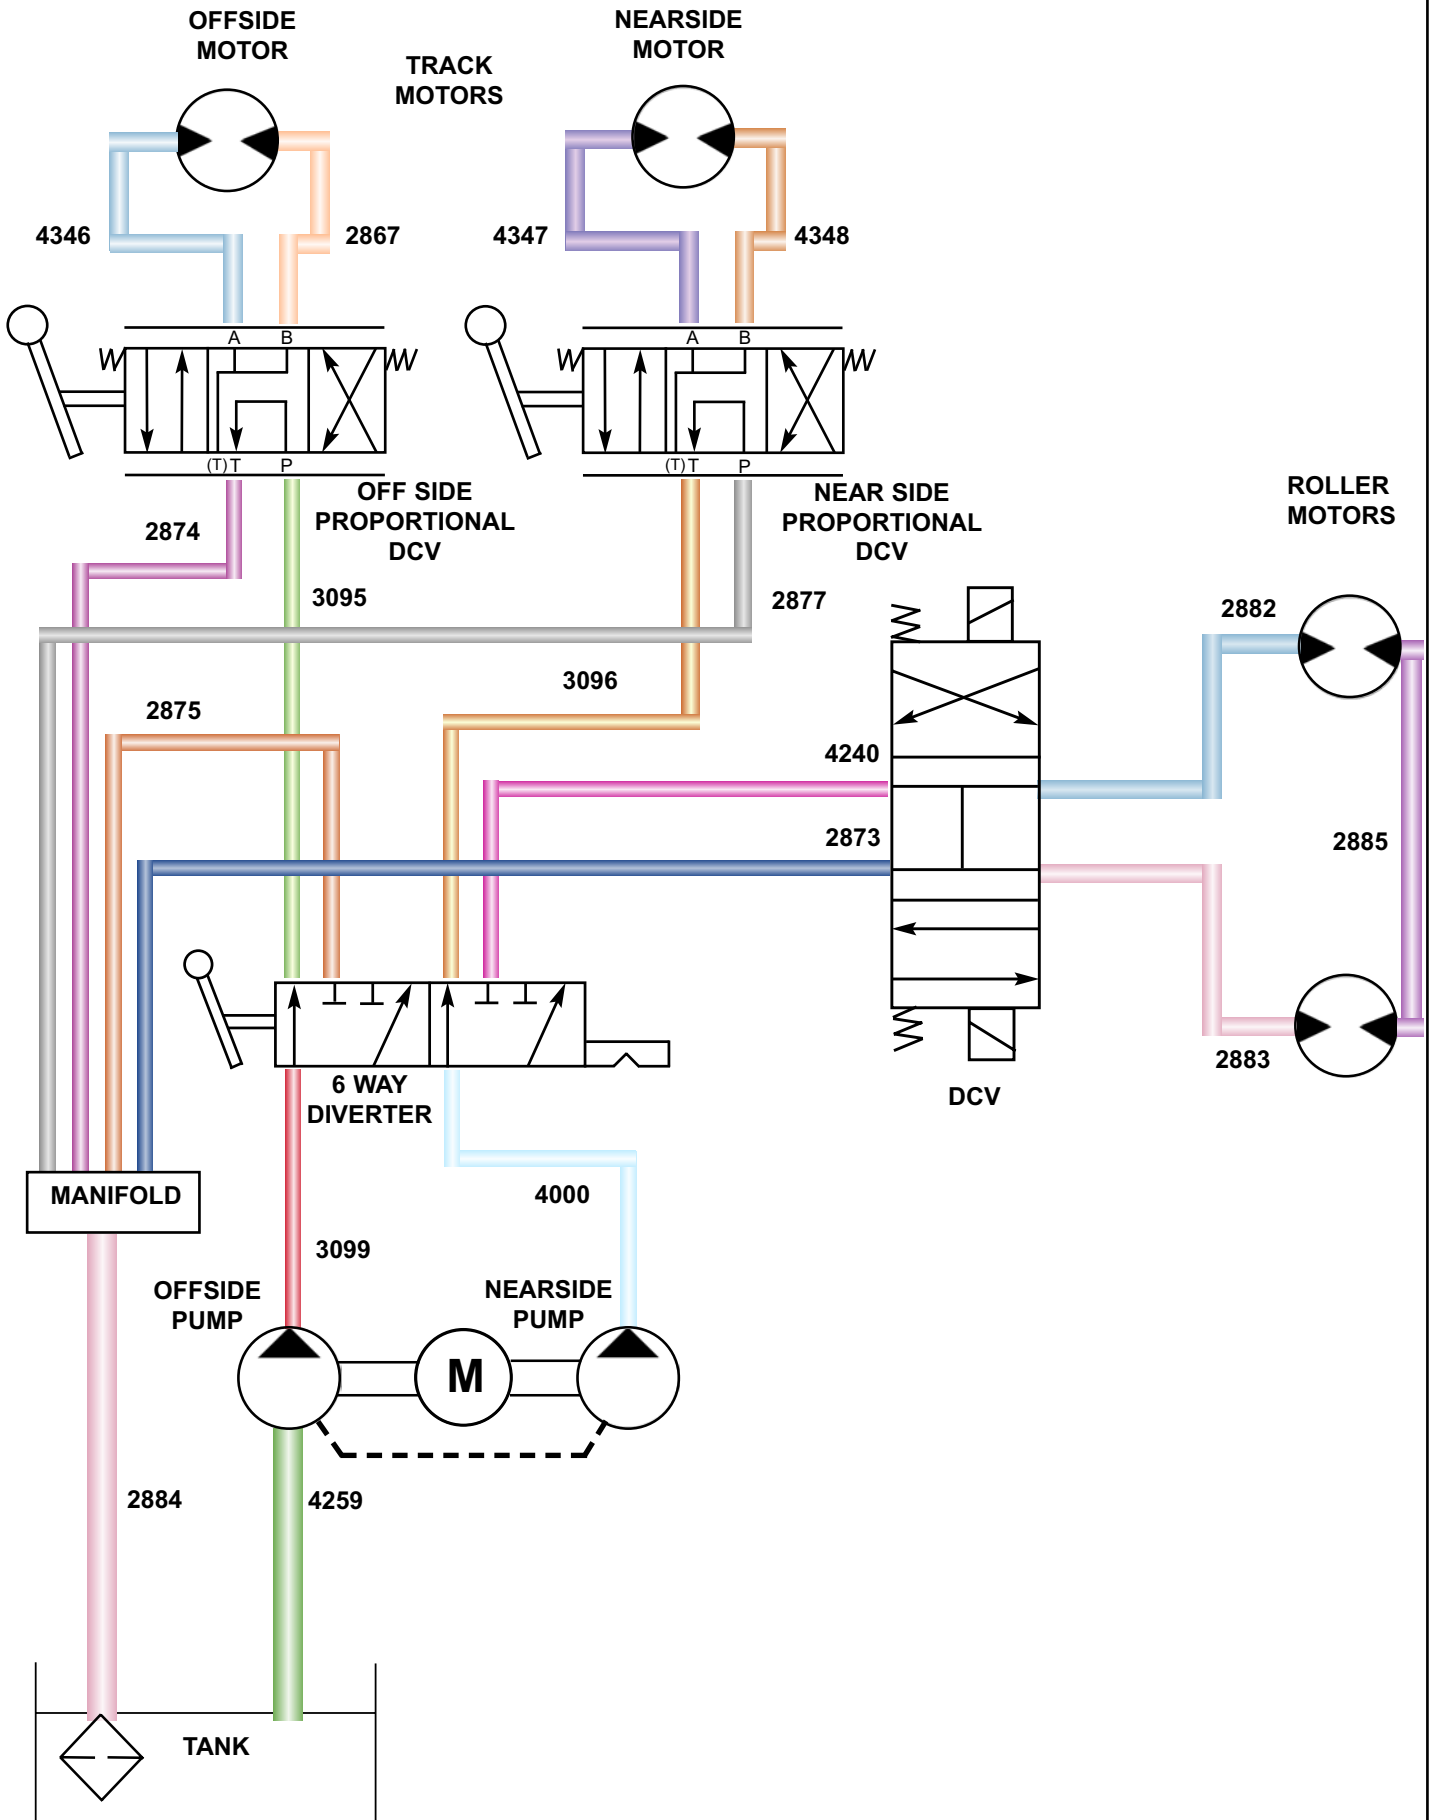 OFFSIDE
MOTOR
NEARSIDE
MOTOR
TRACK
MOTORS
4346
2867
4347
4348
A B
A B
(T) T P
(T) T P
OFF SIDE
PROPORTIONAL
DCV
NEAR SIDE
PROPORTIONAL
DCV
ROLLER
MOTORS
2874
3095
2877
2882
3096
2875
4240
2873
2885
2883
6 WAY
DIVERTER
DCV
MANIFOLD
4000
3099
OFFSIDE
PUMP
NEARSIDE
PUMP
M
2884
4259
TANK